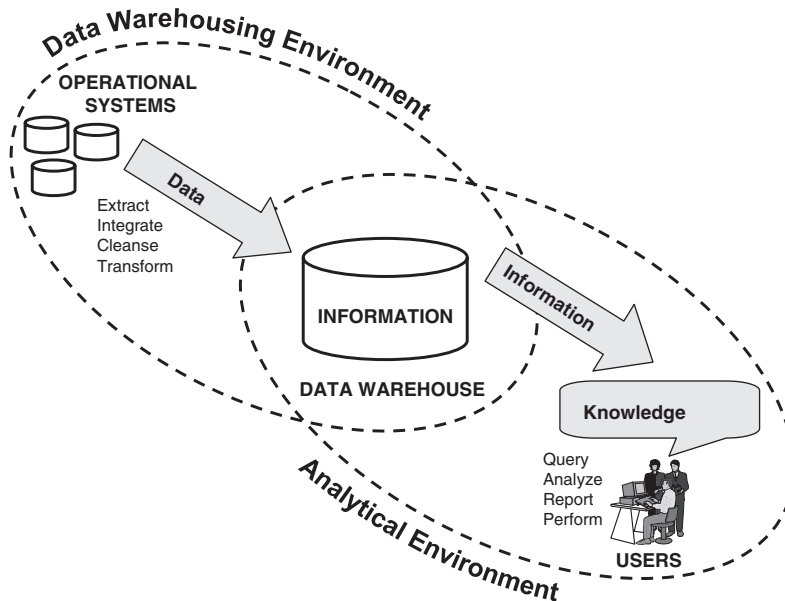 Data Warehousing Environment
OPERATIONAL
SYSTEMS
Data
Extract
Integrate
Cleanse
Transform
INFORMATION
DATA WAREHOUSE
Information
Knowledge
Query
Analyze
Report
Perform
USERS
Analytical Environment